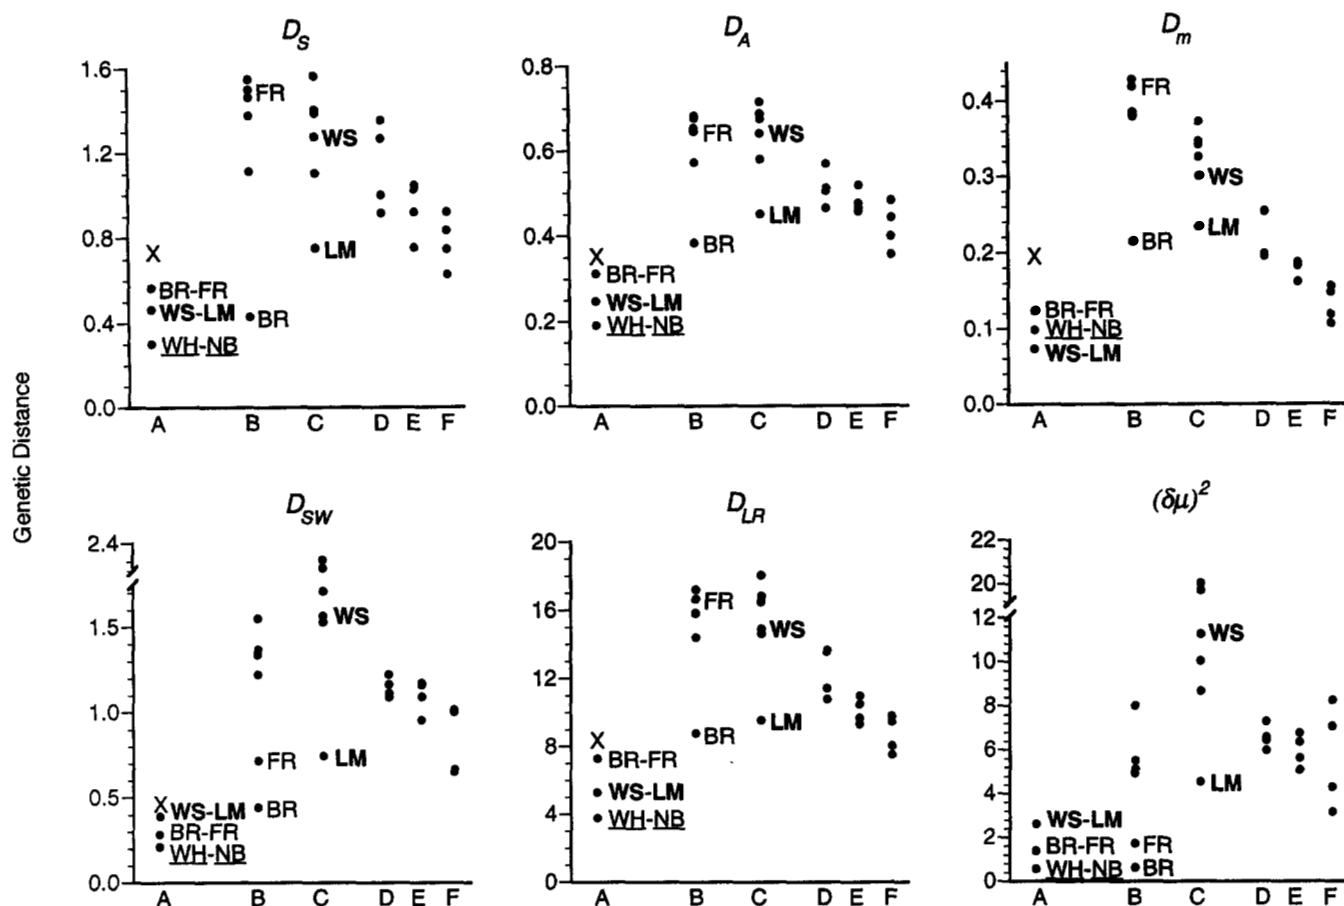 D_S
1.6
1.2
0.8
0.4
0.0
FR
WS
LM
X
BR-FR
WS-LM
WH-NB
BR
A B C D E F
D_A
0.8
0.6
0.4
0.2
0.0
FR
WS
LM
BR
X
BR-FR
WS-LM
WH-NB
A B C D E F
D_m
0.4
0.3
0.2
0.1
0.0
FR
WS
LM
BR
X
BR-FR
WH-NB
WS-LM
A B C D E F
Genetic Distance
D_SW
2.4
1.5
1.0
0.5
0.0
WS
FR
LM
BR
X
WS-LM
BR-FR
WH-NB
A B C D E F
D_LR
20
16
12
8
4
0
FR
WS
LM
BR
X
BR-FR
WS-LM
WH-NB
A B C D E F
(δμ)²
22
20
12
10
8
6
4
2
0
WS
LM
WS-LM
BR-FR
FR
WH-NB
BR
A B C D E F